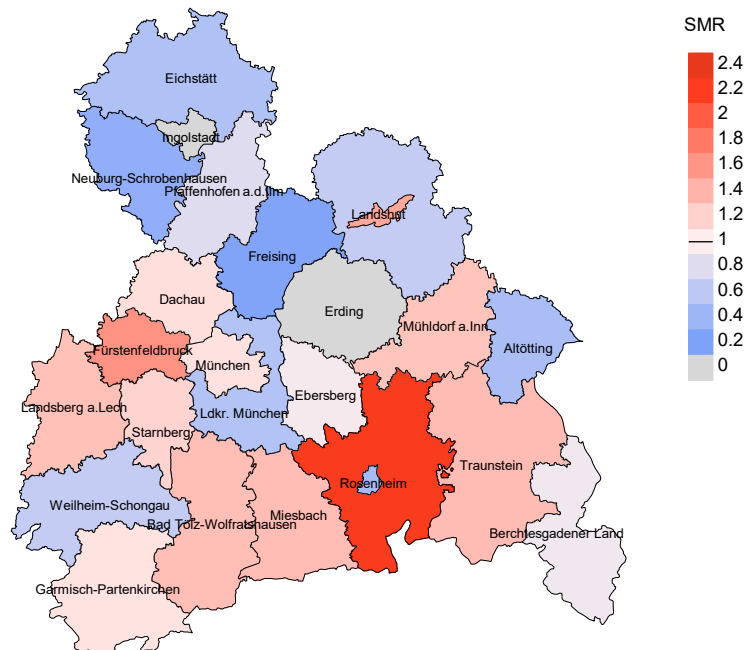 SMR
2.4
2.2
2
1.8
1.6
1.4
1.2
1
0.8
0.6
0.4
0.2
0
Eichstätt
Ingolstadt
Neuburg-Schrobenhausen
Pfaffenhofen a.d.Ilm
Landshut
Freising
Dachau
Erding
Mühldorf a.Inn
Altötting
Fürstenfeldbruck
München
Ebersberg
Landsberg a.Lech
Ldkr. München
Starnberg
Traunstein
Rosenheim
Weilheim-Schongau
Miesbach
Bad Tölz-Wolfratshausen
Berchtesgadener Land
Garmisch-Partenkirchen